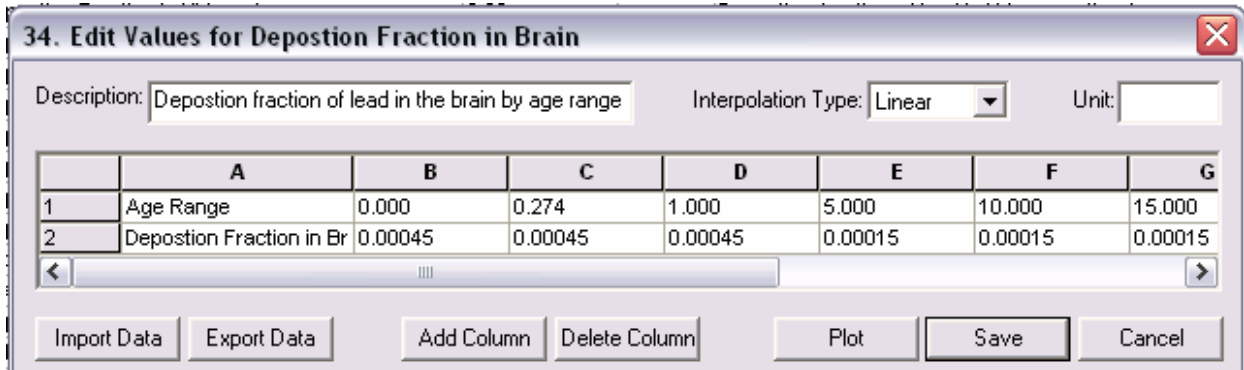 34. Edit Values for Depostion Fraction in Brain
Description: Depostion fraction of lead in the brain by age range Interpolation Type: Linear Unit:
A B C D E F G
1 Age Range 0.000 0.274 1.000 5.000 10.000 15.000
2 Depostion Fraction in Br 0.00045 0.00045 0.00045 0.00015 0.00015 0.00015
Import Data Export Data Add Column Delete Column Plot Save Cancel